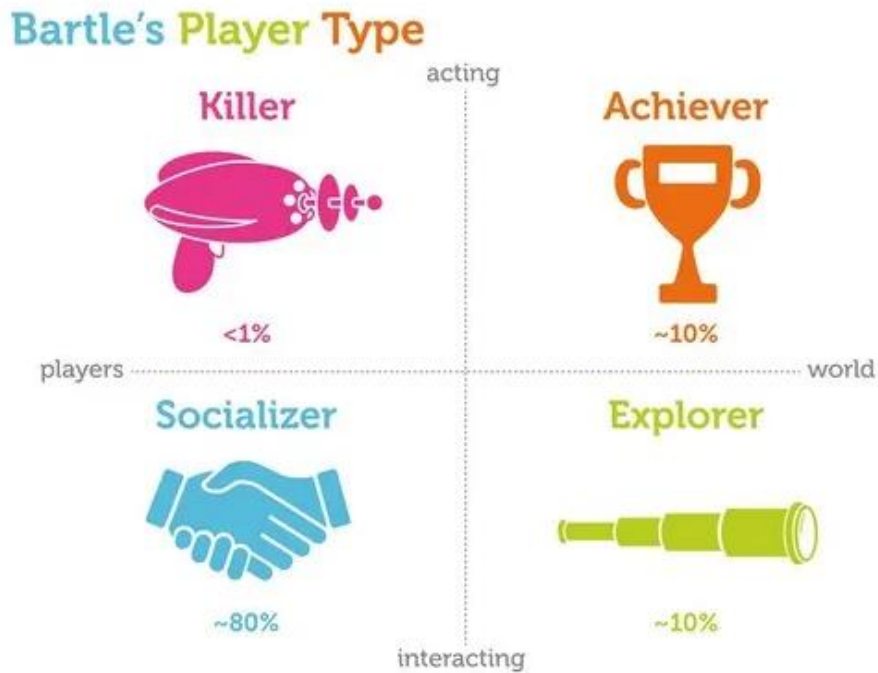 Bartle's Player Type
acting
Killer
Achiever
<1%
~10%
players
world
Socializer
Explorer
~80%
~10%
interacting